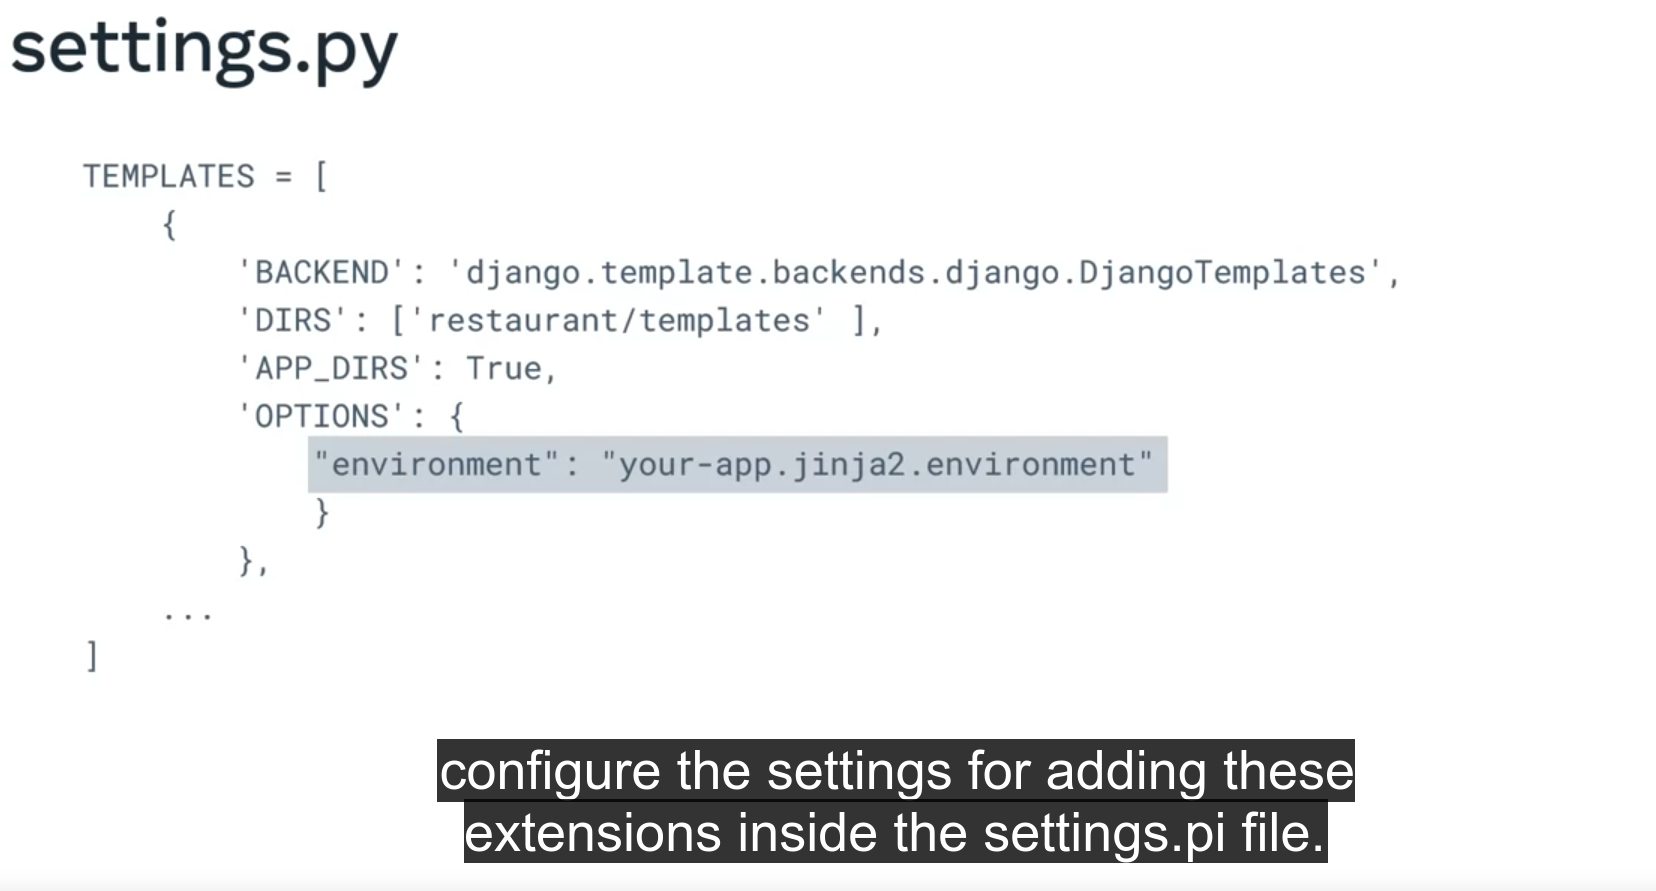 settings.py
TEMPLATES = [
{
'BACKEND': 'django.template.backends.django.DjangoTemplates',
'DIRS': ['restaurant/templates' ],
'APP_DIRS': True,
'OPTIONS': {
"environment": "your-app.jinja2.environment"
}
},
...
]
configure the settings for adding these
extensions inside the settings.pi file.